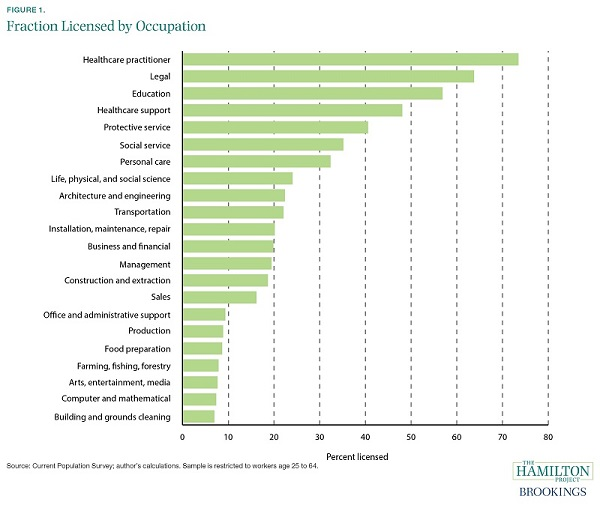 FIGURE 1.
Fraction Licensed by Occupation
Healthcare practitioner
Legal
Education
Healthcare support
Protective service
Social service
Personal care
Life, physical, and social science
Architecture and engineering
Transportation
Installation, maintenance, repair
Business and financial
Management
Construction and extraction
Sales
Office and administrative support
Production
Food preparation
Farming, fishing, forestry
Arts, entertainment, media
Computer and mathematical
Building and grounds cleaning
0 10 20 30 40 50 60 70 80
Percent licensed
Source: Current Population Survey; author's calculations. Sample is restricted to workers age 25 to 64.
THE
HAMILTON
PROJECT
BROOKINGS